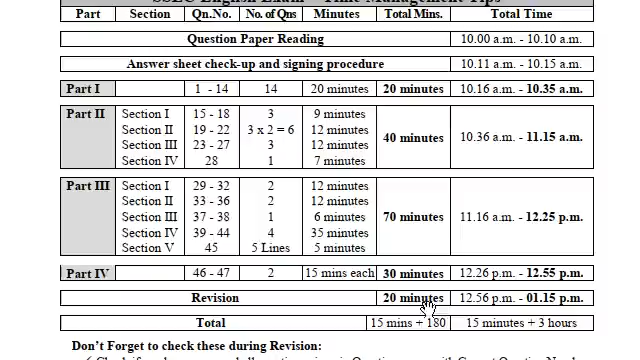 SSLC English Exam - Time Management Tips
Part Section Qn.No. No. of Qns Minutes Total Mins. Total Time
Question Paper Reading 10.00 a.m. - 10.10 a.m.
Answer sheet check-up and signing procedure 10.11 a.m. - 10.15 a.m.
Part I 1 - 14 14 20 minutes 20 minutes 10.16 a.m. - 10.35 a.m.
Part II Section I 15 - 18 3 9 minutes
Section II 19 - 22 3 x 2 = 6 12 minutes
40 minutes 10.36 a.m. - 11.15 a.m.
Section III 23 - 27 3 12 minutes
Section IV 28 1 7 minutes
Part III Section I 29 - 32 2 12 minutes
Section II 33 - 36 2 12 minutes
Section III 37 - 38 1 6 minutes 70 minutes 11.16 a.m. - 12.25 p.m.
Section IV 39 - 44 4 35 minutes
Section V 45 5 Lines 5 minutes
Part IV 46 - 47 2 15 mins each 30 minutes 12.26 p.m. - 12.55 p.m.
Revision 20 minutes 12.56 p.m. - 01.15 p.m.
Total 15 mins + 180 15 minutes + 3 hours
Don't Forget to check these during Revision: